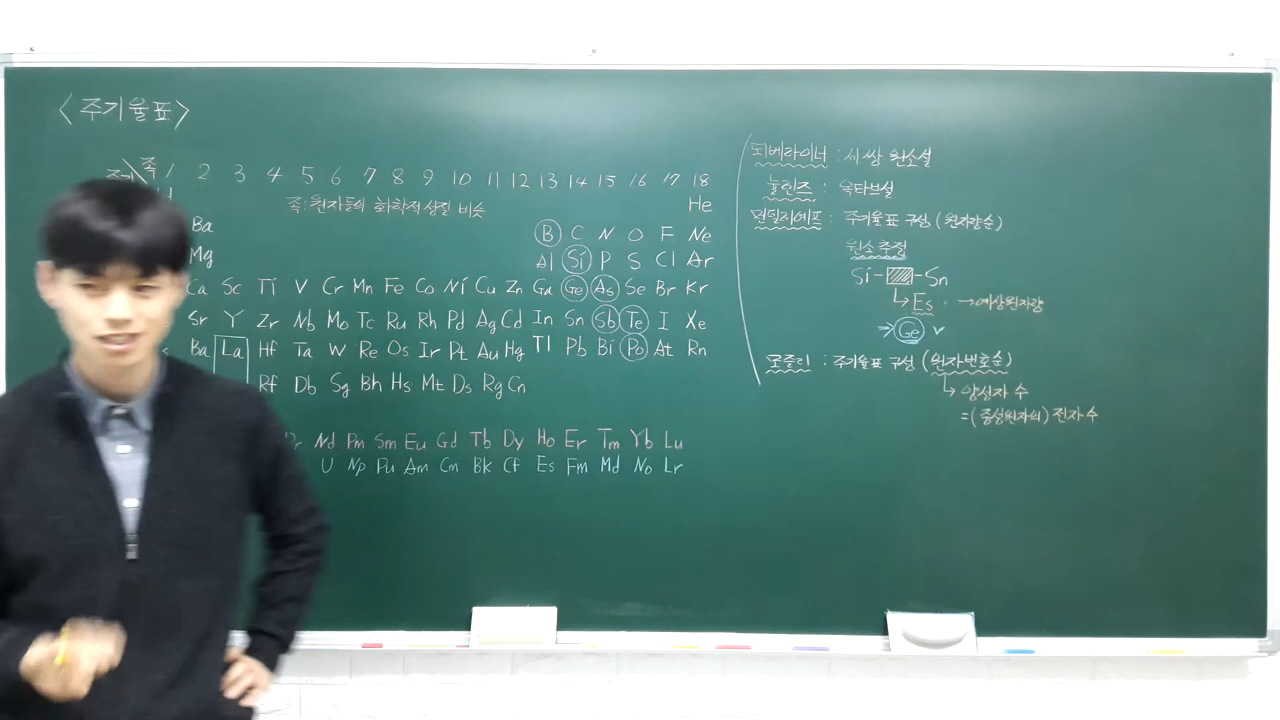 <주기율표>
족 1 2 3 4 5 6 7 8 9 10 11 12 13 14 15 16 17 18
족: 원자들의 화학적 성질 비슷
He
Ba B C N O F Ne
Mg Al Si P S Cl Ar
Ca Sc Ti V Cr Mn Fe Co Ni Cu Zn Ga Ge As Se Br Kr
Sr Y Zr Nb Mo Tc Ru Rh Pd Ag Cd In Sn Sb Te I Xe
Ba La Hf Ta W Re Os Ir Pt Au Hg Tl Pb Bi Po At Rn
Rf Db Sg Bh Hs Mt Ds Rg Cn
Pr Nd Pm Sm Eu Gd Tb Dy Ho Er Tm Yb Lu
U Np Pu Am Cm Bk Cf Es Fm Md No Lr
되베라이너 : 세 쌍 원소설
뉼린즈 : 옥타브설
멘델레예프 : 주기율표 구성 (원자량순)
원소 추정
Si - - Sn
↳ Es. → 예상원자량
⇒ Ge ✓
모즐리 : 주기율표 구성 (원자번호순)
↳ 양성자 수
= (중성원자의) 전자 수